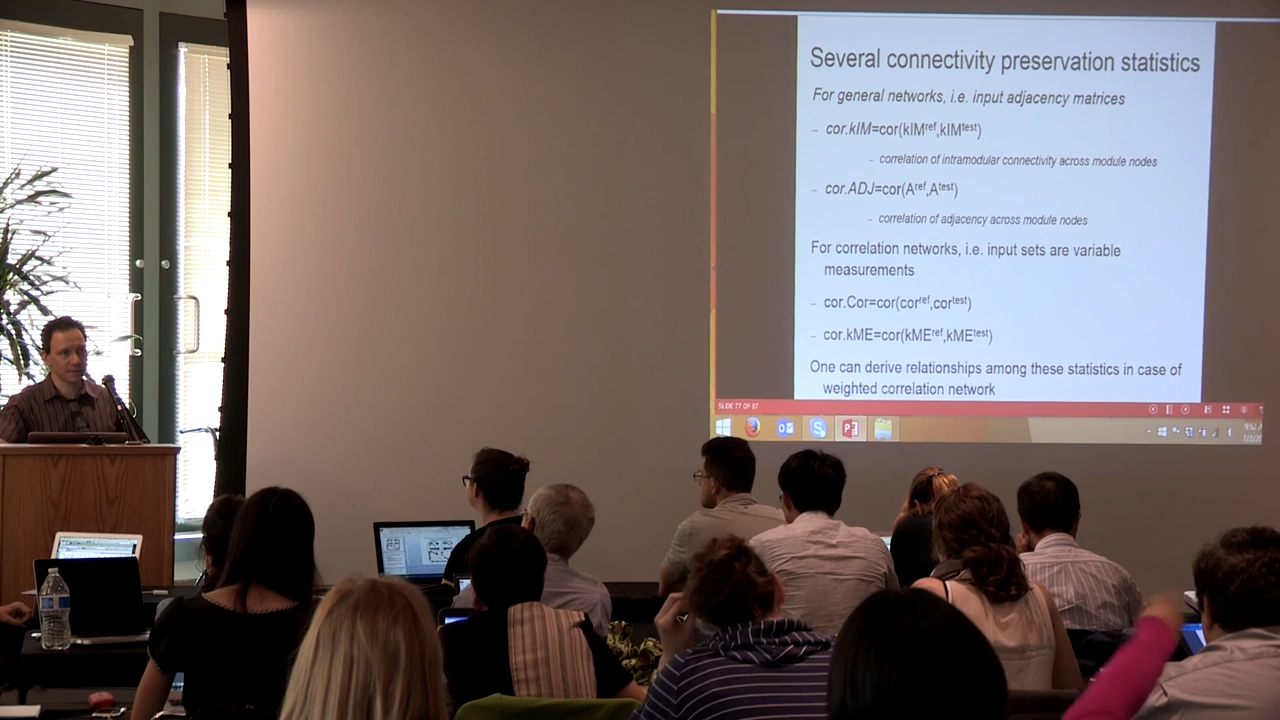 Several connectivity preservation statistics
For general networks, i.e. input adjacency matrices
– cor.kIM=cor(kIMref,kIMtest)
– correlation of intramodular connectivity across module nodes
– cor.ADJ=cor(Aref,Atest)
– correlation of adjacency across module nodes
For correlation networks, i.e. input sets are variable
measurements
– cor.Cor=cor(corref,cortest)
– cor.kME=cor(kMEref,kMEtest)
One can derive relationships among these statistics in case of
weighted correlation network
SLIDE 77 OF 87
9:52